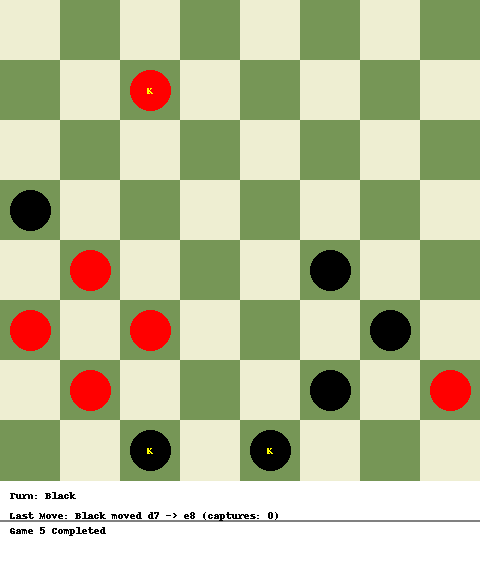 K
K K
Turn: Black
Last Move: Black moved d7 -> e8 (captures: 0)
Game 5 Completed